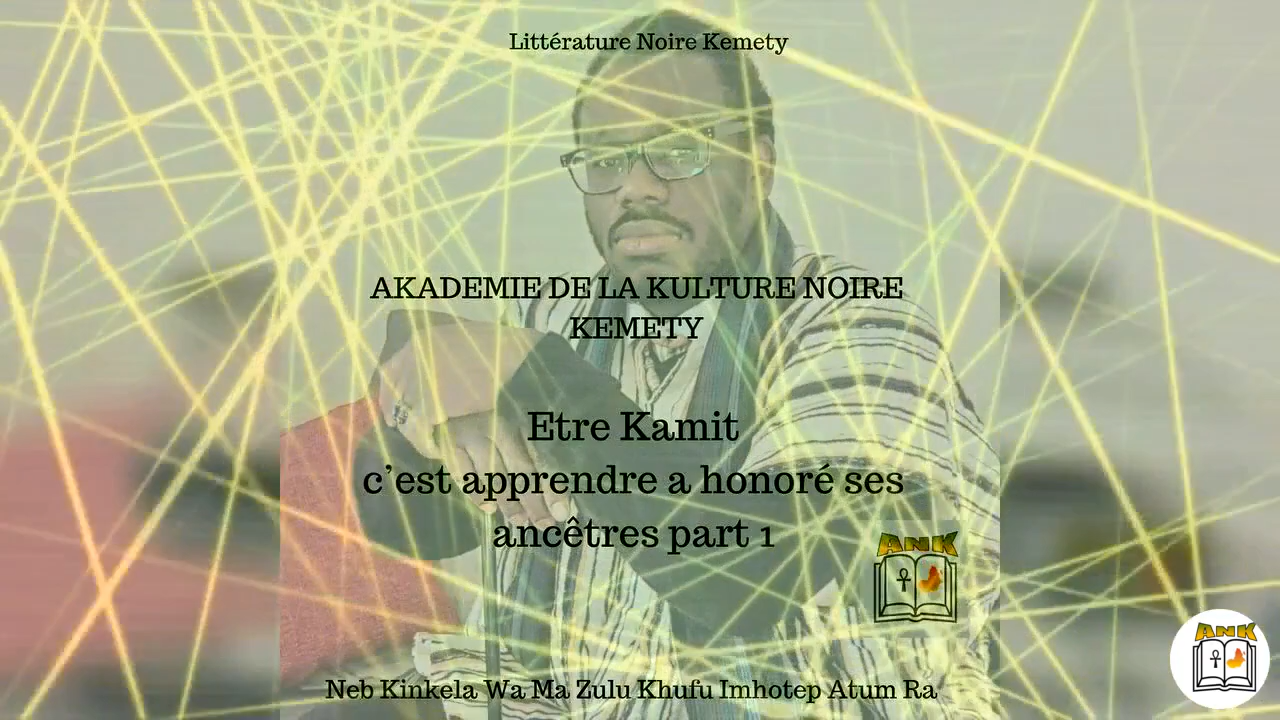 Littérature Noire Kemety
AKADEMIE DE LA KULTURE NOIRE
KEMETY
Etre Kamit
c'est apprendre a honoré ses
ancêtres part 1
ANK
ANK
Neb Kinkela Wa Ma Zulu Khufu Imhotep Atum Ra